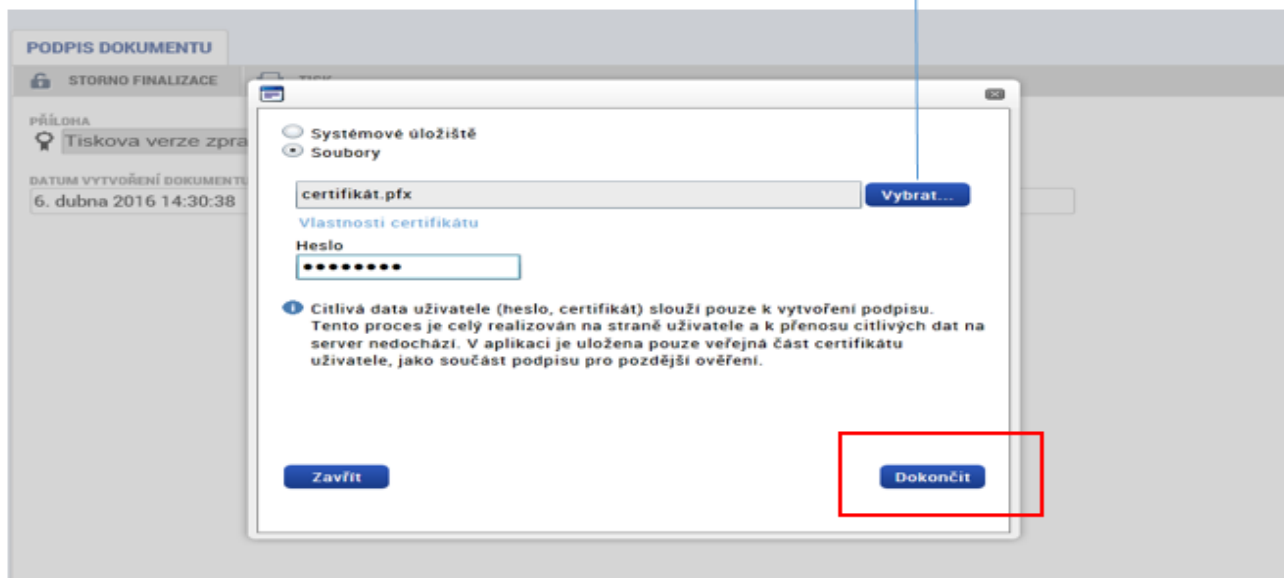 PODPIS DOKUMENTU
STORNO FINALIZACE TISK
PŘÍLOHA
Tiskova verze zpra
DATUM VYTVOŘENÍ DOKUMENTU
6. dubna 2016 14:30:38
Systémové úložiště
Soubory
certifikát.pfx Vybrat...
Vlastnosti certifikátu
Heslo
Citlivá data uživatele (heslo, certifikát) slouží pouze k vytvoření podpisu.
Tento proces je celý realizován na straně uživatele a k přenosu citlivých dat na
server nedochází. V aplikaci je uložena pouze veřejná část certifikátu
uživatele, jako součást podpisu pro pozdější ověření.
Zavřít Dokončit